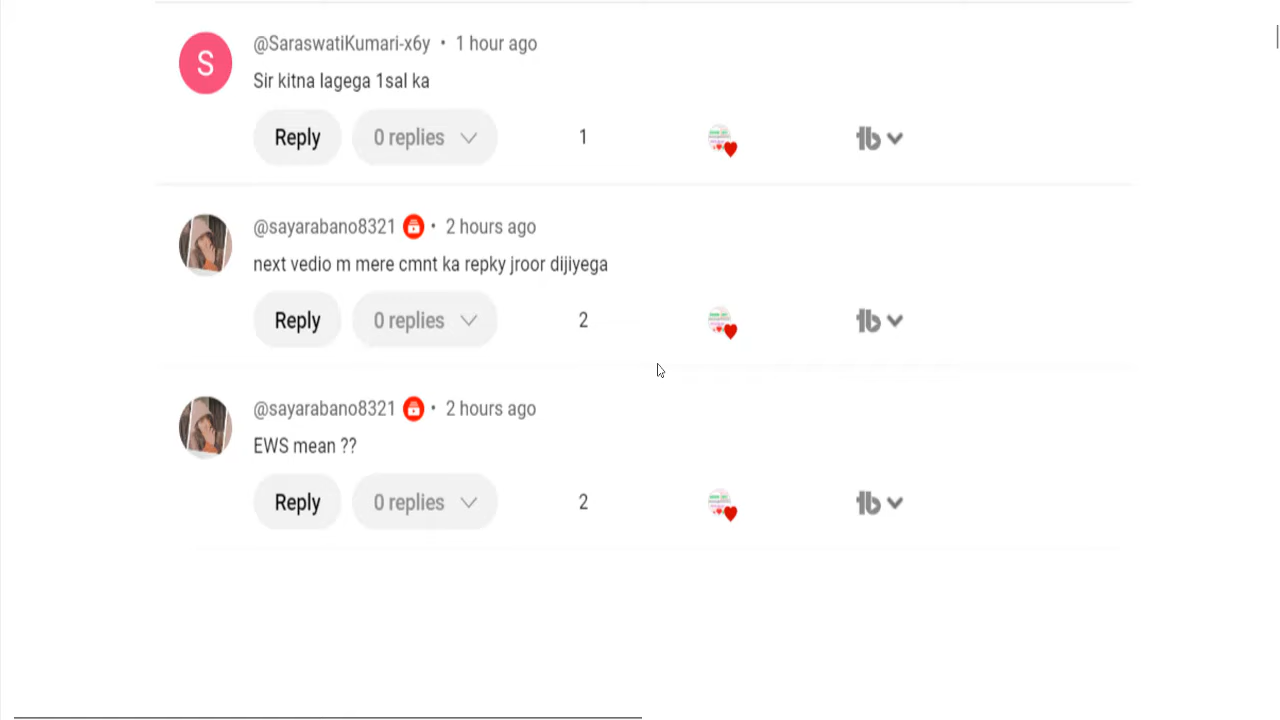 S
@SaraswatiKumari-x6y • 1 hour ago
Sir kitna lagega 1sal ka
Reply 0 replies 1
@sayarabano8321 • 2 hours ago
next vedio m mere cmnt ka repky jroor dijiyega
Reply 0 replies 2
@sayarabano8321 • 2 hours ago
EWS mean ??
Reply 0 replies 2